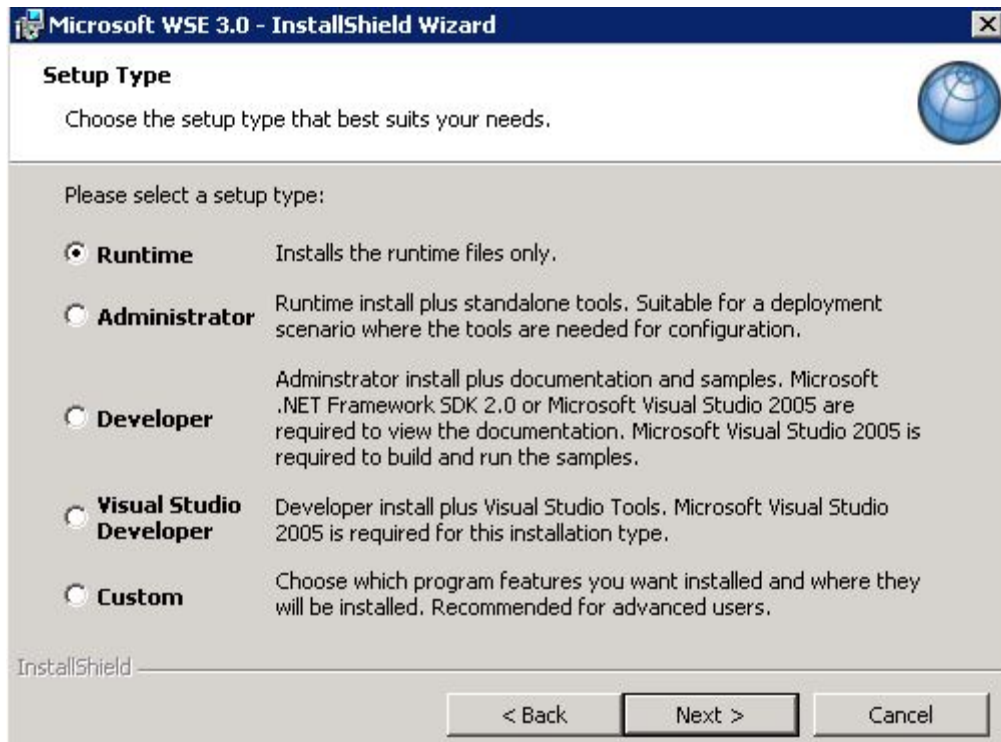 Microsoft WSE 3.0 - InstallShield Wizard
Setup Type
Choose the setup type that best suits your needs.
Please select a setup type:
Runtime
Installs the runtime files only.
Administrator
Runtime install plus standalone tools. Suitable for a deployment
scenario where the tools are needed for configuration.
Developer
Adminstrator install plus documentation and samples. Microsoft
.NET Framework SDK 2.0 or Microsoft Visual Studio 2005 are
required to view the documentation. Microsoft Visual Studio 2005 is
required to build and run the samples.
Visual Studio
Developer
Developer install plus Visual Studio Tools. Microsoft Visual Studio
2005 is required for this installation type.
Custom
Choose which program features you want installed and where they
will be installed. Recommended for advanced users.
InstallShield
< Back
Next >
Cancel